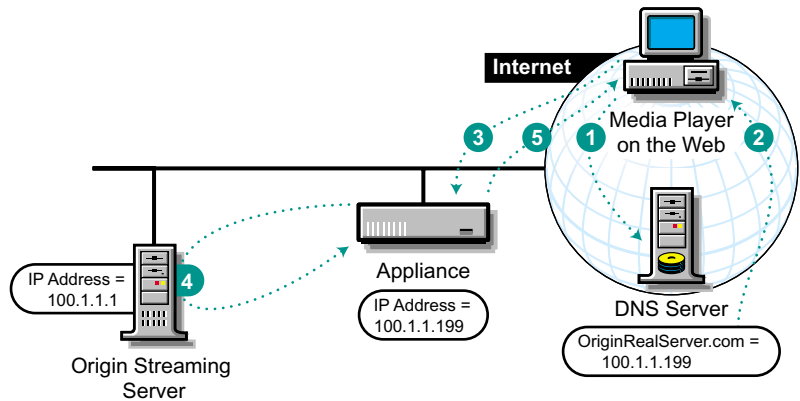 Internet
3
5
1
2
Media Player
on the Web
4
IP Address =
100.1.1.1
Appliance
IP Address =
100.1.1.199
DNS Server
OriginRealServer.com =
100.1.1.199
Origin Streaming
Server